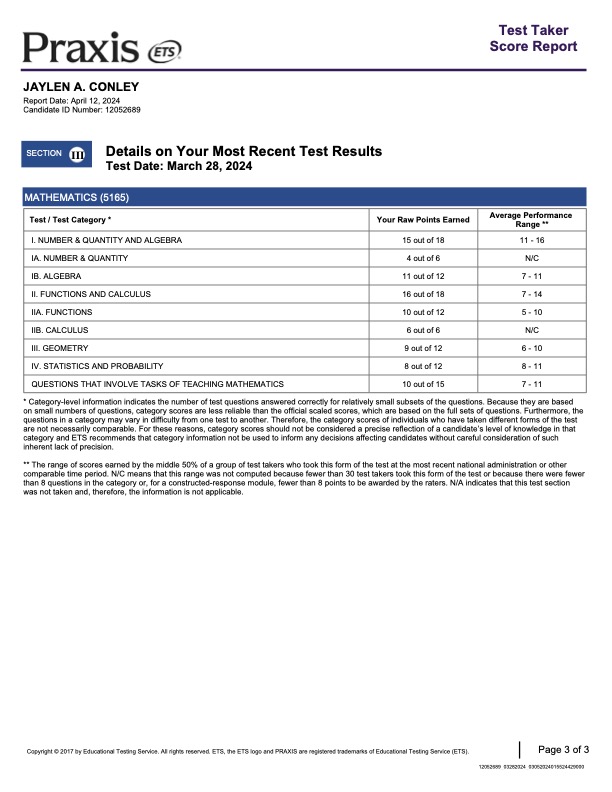 Praxis ETS
Test Taker
Score Report
JAYLEN A. CONLEY
Report Date: April 12, 2024
Candidate ID Number: 12052689
SECTION III
Details on Your Most Recent Test Results
Test Date: March 28, 2024
MATHEMATICS (5165)
Test / Test Category * Your Raw Points Earned Average Performance Range **
I. NUMBER & QUANTITY AND ALGEBRA 15 out of 18 11 - 16
IA. NUMBER & QUANTITY 4 out of 6 N/C
IB. ALGEBRA 11 out of 12 7 - 11
II. FUNCTIONS AND CALCULUS 16 out of 18 7 - 14
IIA. FUNCTIONS 10 out of 12 5 - 10
IIB. CALCULUS 6 out of 6 N/C
III. GEOMETRY 9 out of 12 6 - 10
IV. STATISTICS AND PROBABILITY 8 out of 12 8 - 11
QUESTIONS THAT INVOLVE TASKS OF TEACHING MATHEMATICS 10 out of 15 7 - 11
* Category-level information indicates the number of test questions answered correctly for relatively small subsets of the questions. Because they are based
on small numbers of questions, category scores are less reliable than the official scaled scores, which are based on the full sets of questions. Furthermore, the
questions in a category may vary in difficulty from one test to another. Therefore, the category scores of individuals who have taken different forms of the test
are not necessarily comparable. For these reasons, category scores should not be considered a precise reflection of a candidate's level of knowledge in that
category and ETS recommends that category information not be used to inform any decisions affecting candidates without careful consideration of such
inherent lack of precision.
** The range of scores earned by the middle 50% of a group of test takers who took this form of the test at the most recent national administration or other
comparable time period. N/C means that this range was not computed because fewer than 30 test takers took this form of the test or because there were fewer
than 8 questions in the category or, for a constructed-response module, fewer than 8 points to be awarded by the raters. N/A indicates that this test section
was not taken and, therefore, the information is not applicable.
Copyright © 2017 by Educational Testing Service. All rights reserved. ETS, the ETS logo and PRAXIS are registered trademarks of Educational Testing Service (ETS).
Page 3 of 3
12052689 03282024 03052024015524429000